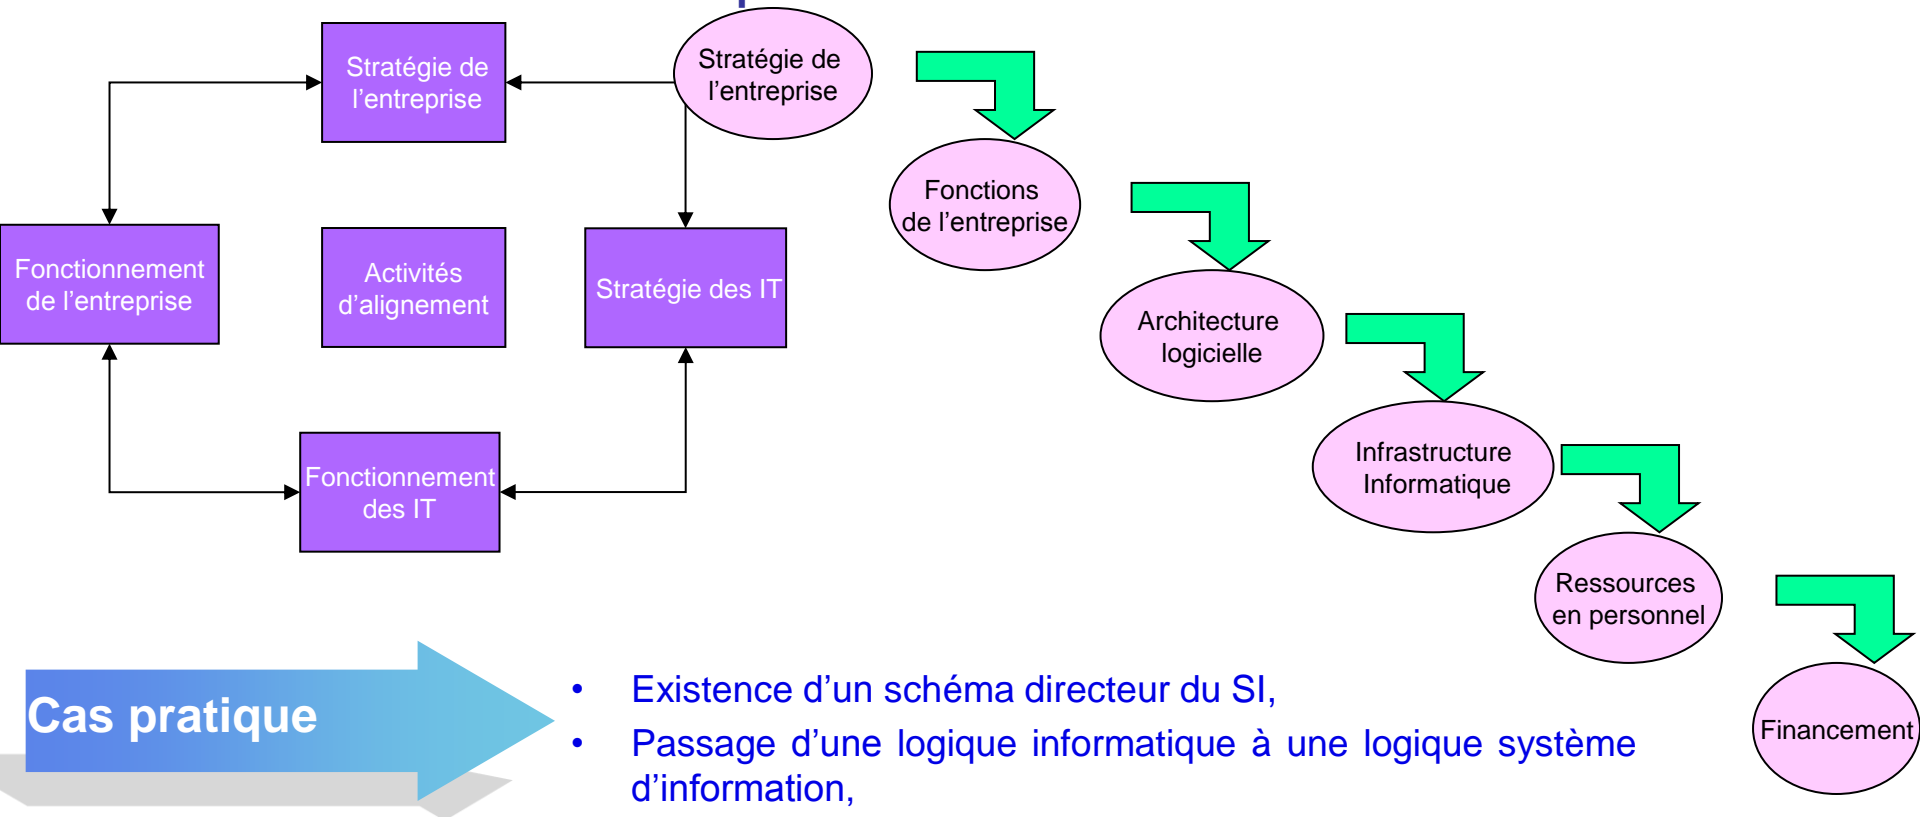 Stratégie de
l’entreprise
Fonctionnement
de l’entreprise
Activités
d’alignement
Stratégie des IT
Fonctionnement
des IT
Stratégie de
l’entreprise
Fonctions
de l’entreprise
Architecture
logicielle
Infrastructure
Informatique
Ressources
en personnel
Financement
Cas pratique
• Existence d’un schéma directeur du SI,
• Passage d’une logique informatique à une logique système
d’information,